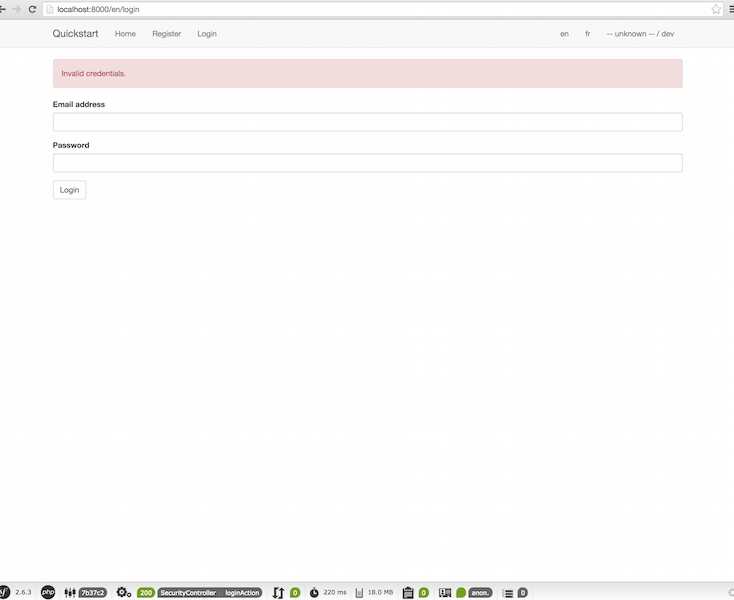 localhost:8000/en/login
Quickstart Home Register Login en fr -- unknown -- / dev
Invalid credentials.
Email address
Password
Login
sf 2.6.3 php 7b37c2 200 SecurityController loginAction 0 220 ms 18.0 MB 0 anon. 0